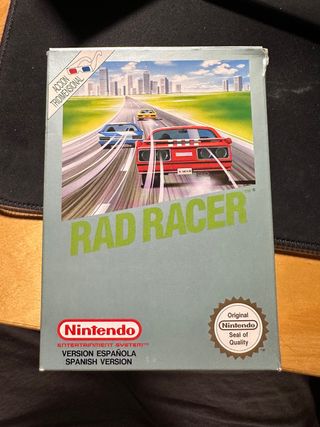 ACCION
TRIDIMENSIONAL
RAD RACER
Nintendo
ENTERTAINMENT SYSTEM
VERSION ESPAÑOLA
SPANISH VERSION
Original
Nintendo
Seal of
Quality